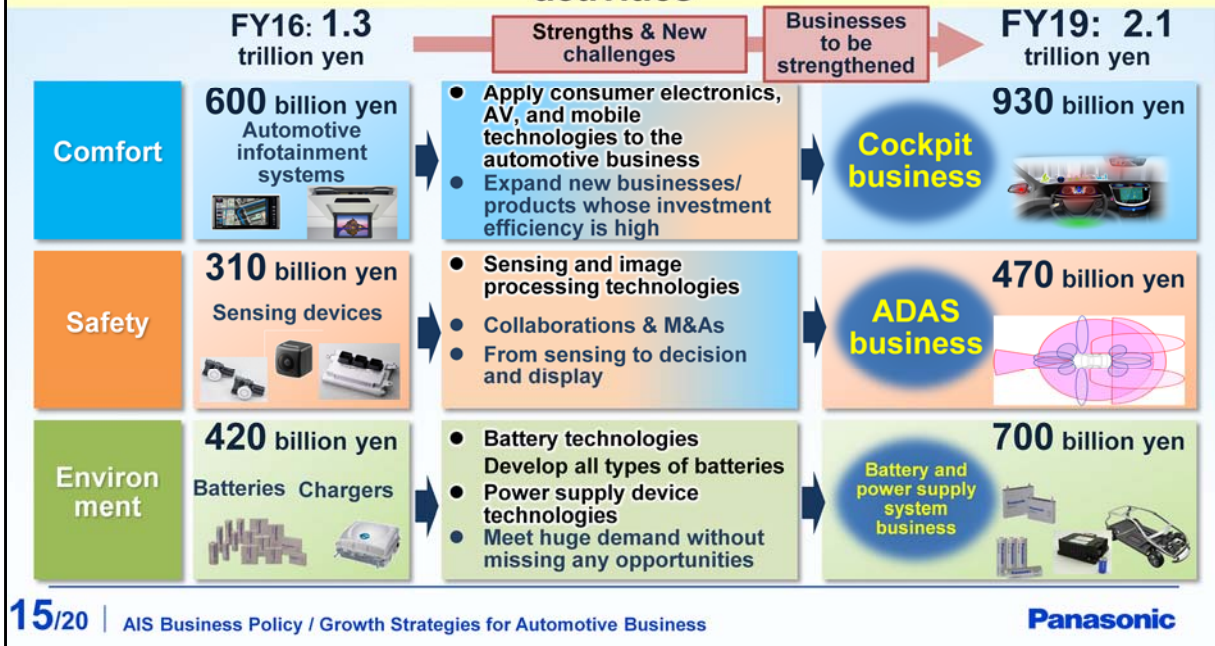 FY16: 1.3
trillion yen
Strengths & New
challenges
Businesses
to be
strengthened
FY19: 2.1
trillion yen
Comfort
600 billion yen
Automotive
infotainment
systems
● Apply consumer electronics,
AV, and mobile
technologies to the
automotive business
● Expand new businesses/
products whose investment
efficiency is high
Cockpit
business
930 billion yen
Safety
310 billion yen
Sensing devices
● Sensing and image
processing technologies
● Collaborations & M&As
● From sensing to decision
and display
ADAS
business
470 billion yen
Environ
ment
420 billion yen
Batteries Chargers
● Battery technologies
Develop all types of batteries
● Power supply device
technologies
● Meet huge demand without
missing any opportunities
Battery and
power supply
system
business
700 billion yen
15/20 | AIS Business Policy / Growth Strategies for Automotive Business
Panasonic